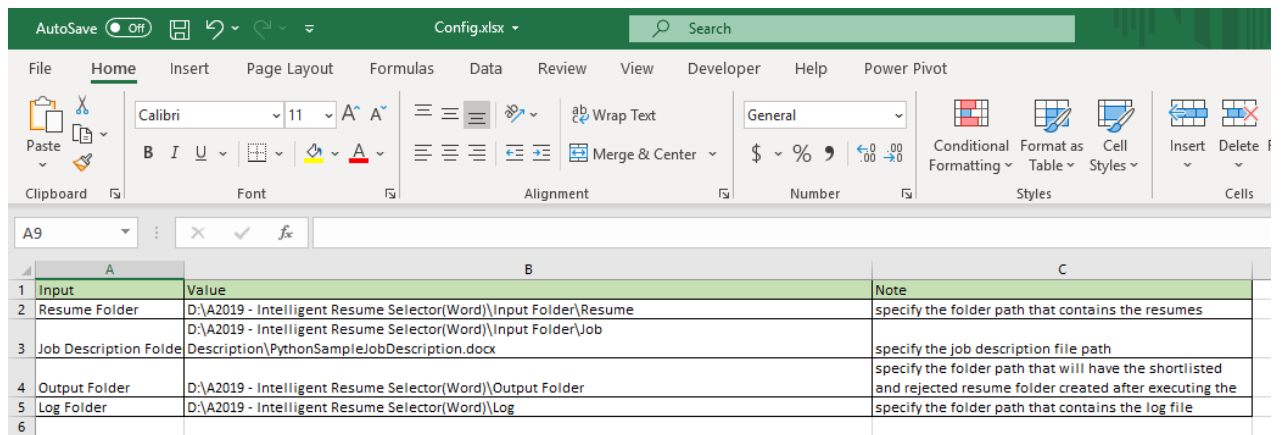 AutoSave Off Config.xlsx Search
File Home Insert Page Layout Formulas Data Review View Developer Help Power Pivot
Calibri 11 A A ab Wrap Text General
Paste B I U A Merge & Center $ % 9 .00 .00 Conditional Format as Cell Insert Delete
Formatting Table Styles
Clipboard Font Alignment Number Styles Cells
A9 fx
A B C
1 Input Value Note
2 Resume Folder D:\A2019 - Intelligent Resume Selector(Word)\Input Folder\Resume specify the folder path that contains the resumes
D:\A2019 - Intelligent Resume Selector(Word)\Input Folder\Job
3 Job Description Folde Description\PythonSampleJobDescription.docx specify the job description file path
specify the folder path that will have the shortlisted
4 Output Folder D:\A2019 - Intelligent Resume Selector(Word)\Output Folder and rejected resume folder created after executing the
5 Log Folder D:\A2019 - Intelligent Resume Selector(Word)\Log specify the folder path that contains the log file
6